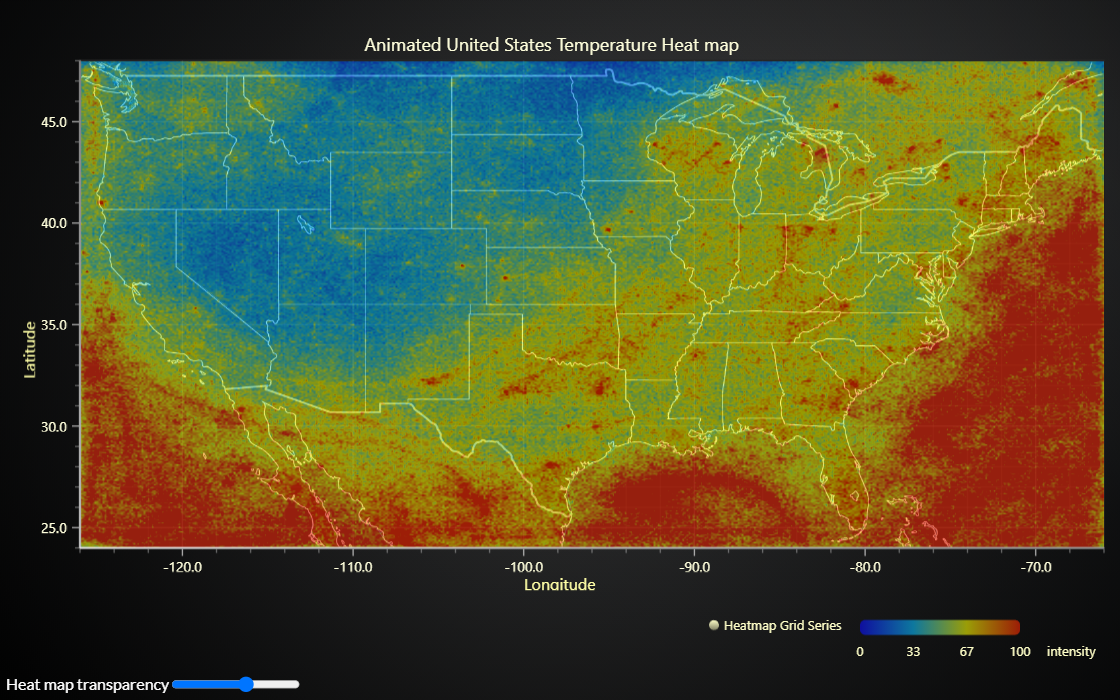 Animated United States Temperature Heat map
45.0
40.0
35.0
30.0
25.0
Latitude
-120.0 -110.0 -100.0 -90.0 -80.0 -70.0
Longitude
Heatmap Grid Series
0 33 67 100 intensity
Heat map transparency